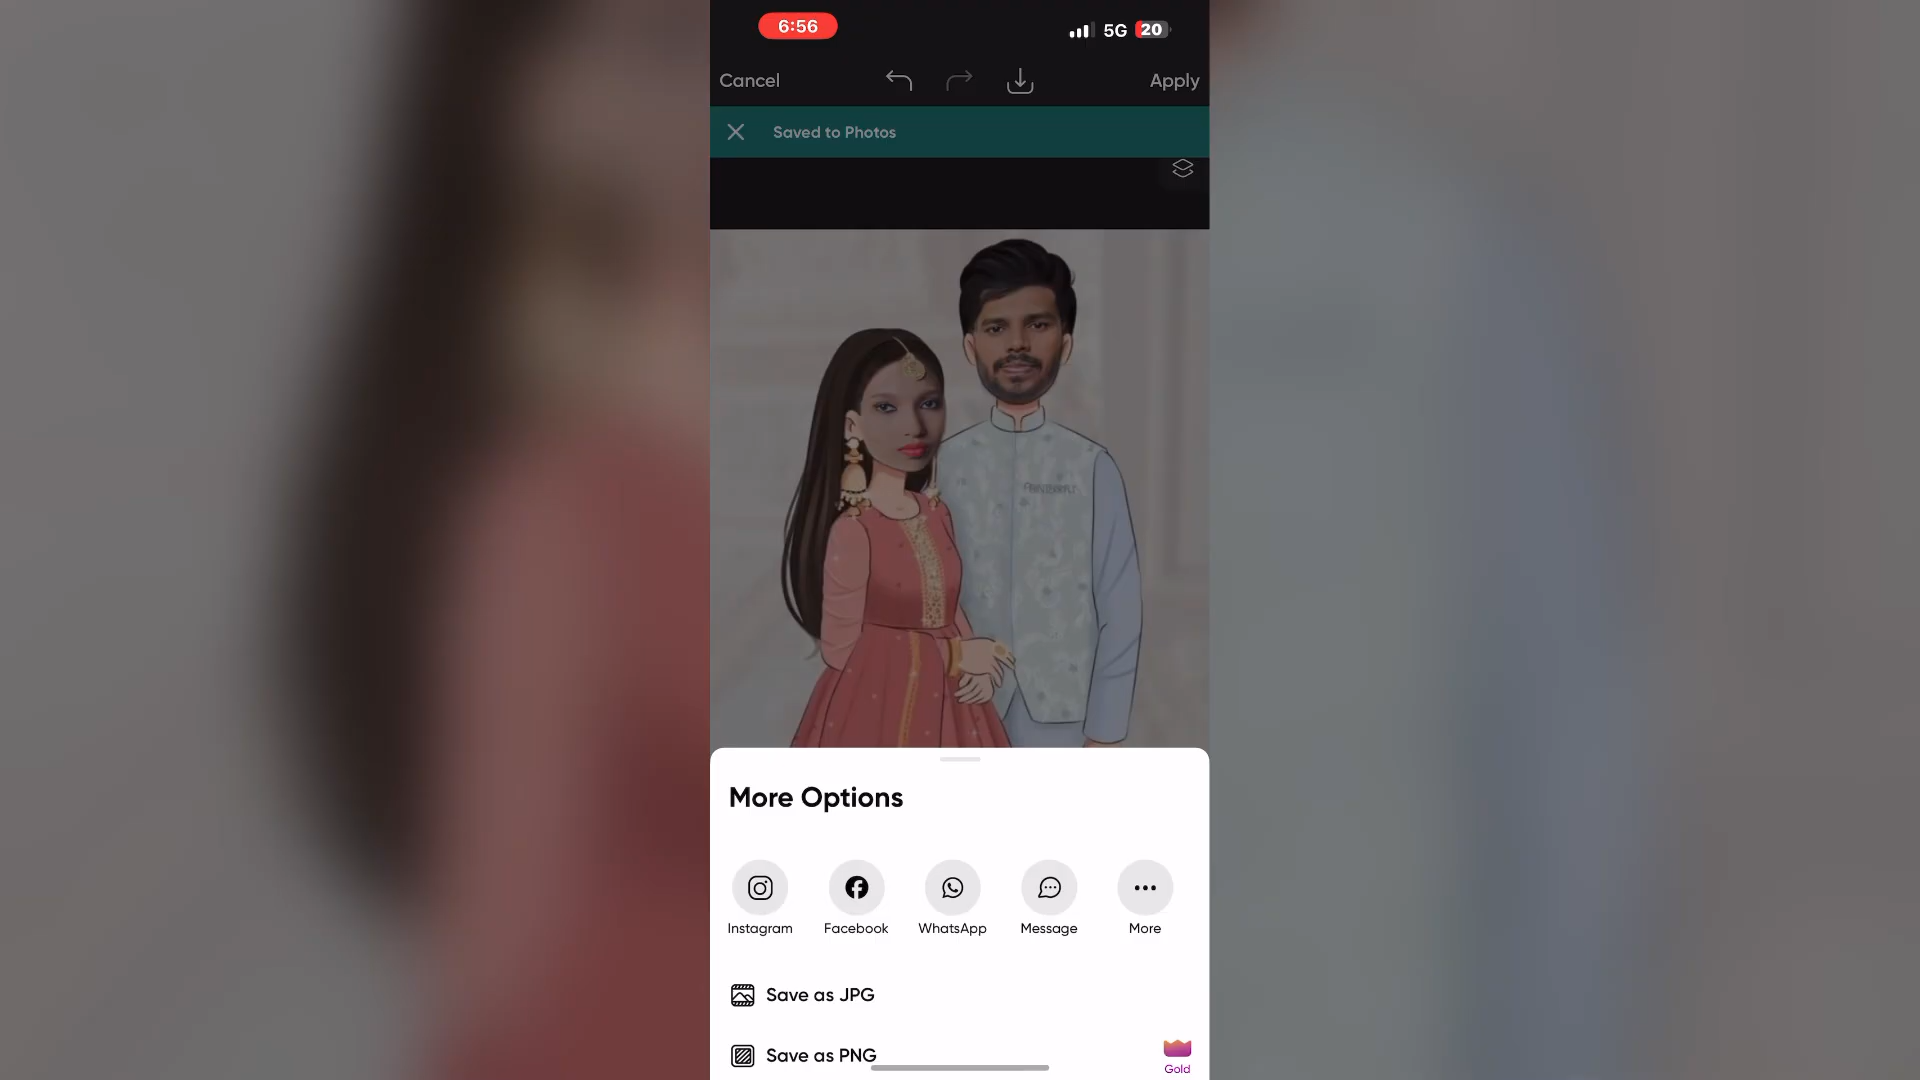 6:56
5G 20
Cancel
Apply
Saved to Photos
More Options
Instagram
Facebook
WhatsApp
Message
More
Save as JPG
Save as PNG
Gold